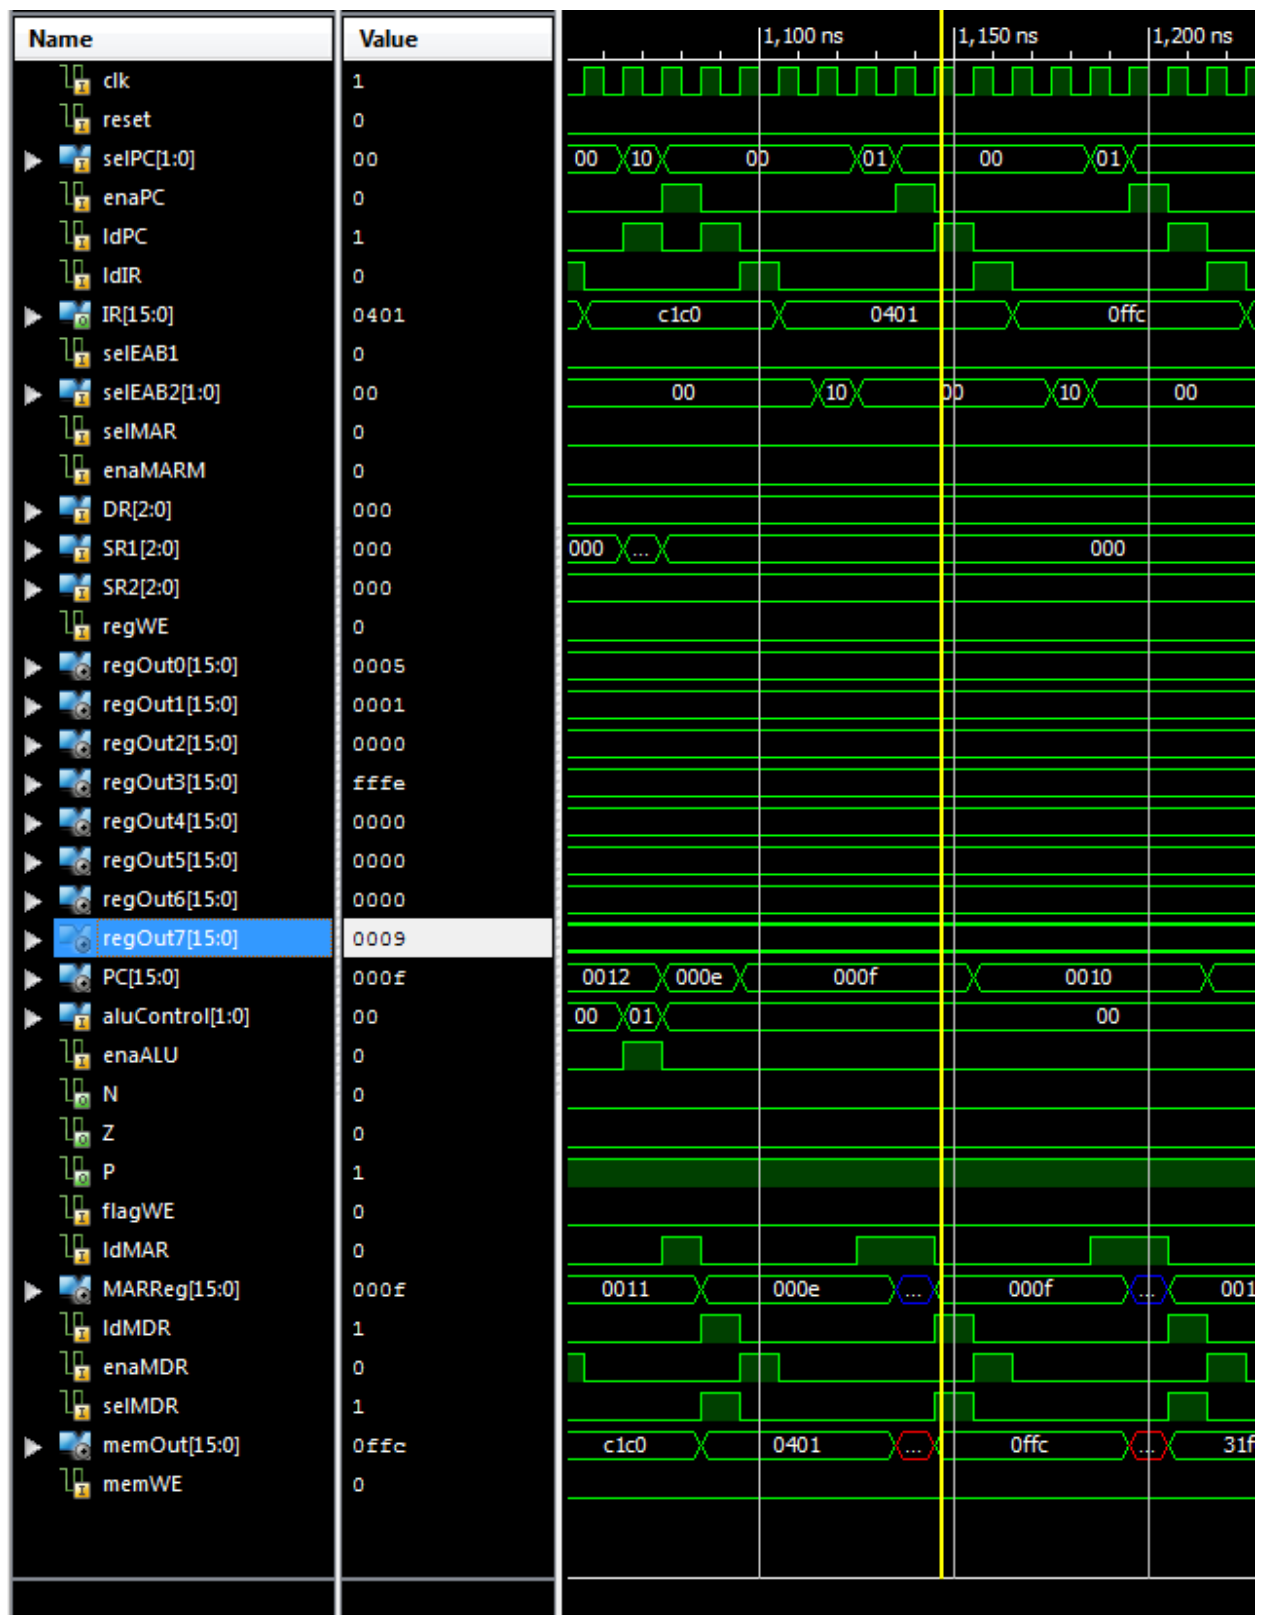 Name Value 1,100 ns 1,150 ns 1,200 ns
clk 1
reset 0
selPC[1:0] 00 00 10 00 01 00 01
enaPC 0
ldPC 1
ldIR 0
IR[15:0] 0401 c1c0 0401 0ffc
selEAB1 0
selEAB2[1:0] 00 00 10 00 10 00
selMAR 0
enaMARM 0
DR[2:0] 000
SR1[2:0] 000 000 ... 000
SR2[2:0] 000
regWE 0
regOut0[15:0] 0005
regOut1[15:0] 0001
regOut2[15:0] 0000
regOut3[15:0] fffe
regOut4[15:0] 0000
regOut5[15:0] 0000
regOut6[15:0] 0000
regOut7[15:0] 0009
PC[15:0] 000f 0012 000e 000f 0010
aluControl[1:0] 00 00 01 00
enaALU 0
N 0
Z 0
P 1
flagWE 0
ldMAR 0
MARReg[15:0] 000f 0011 000e ... 000f ... 001
ldMDR 1
enaMDR 0
selMDR 1
memOut[15:0] 0ffc c1c0 0401 ... 0ffc ... 31f
memWE 0